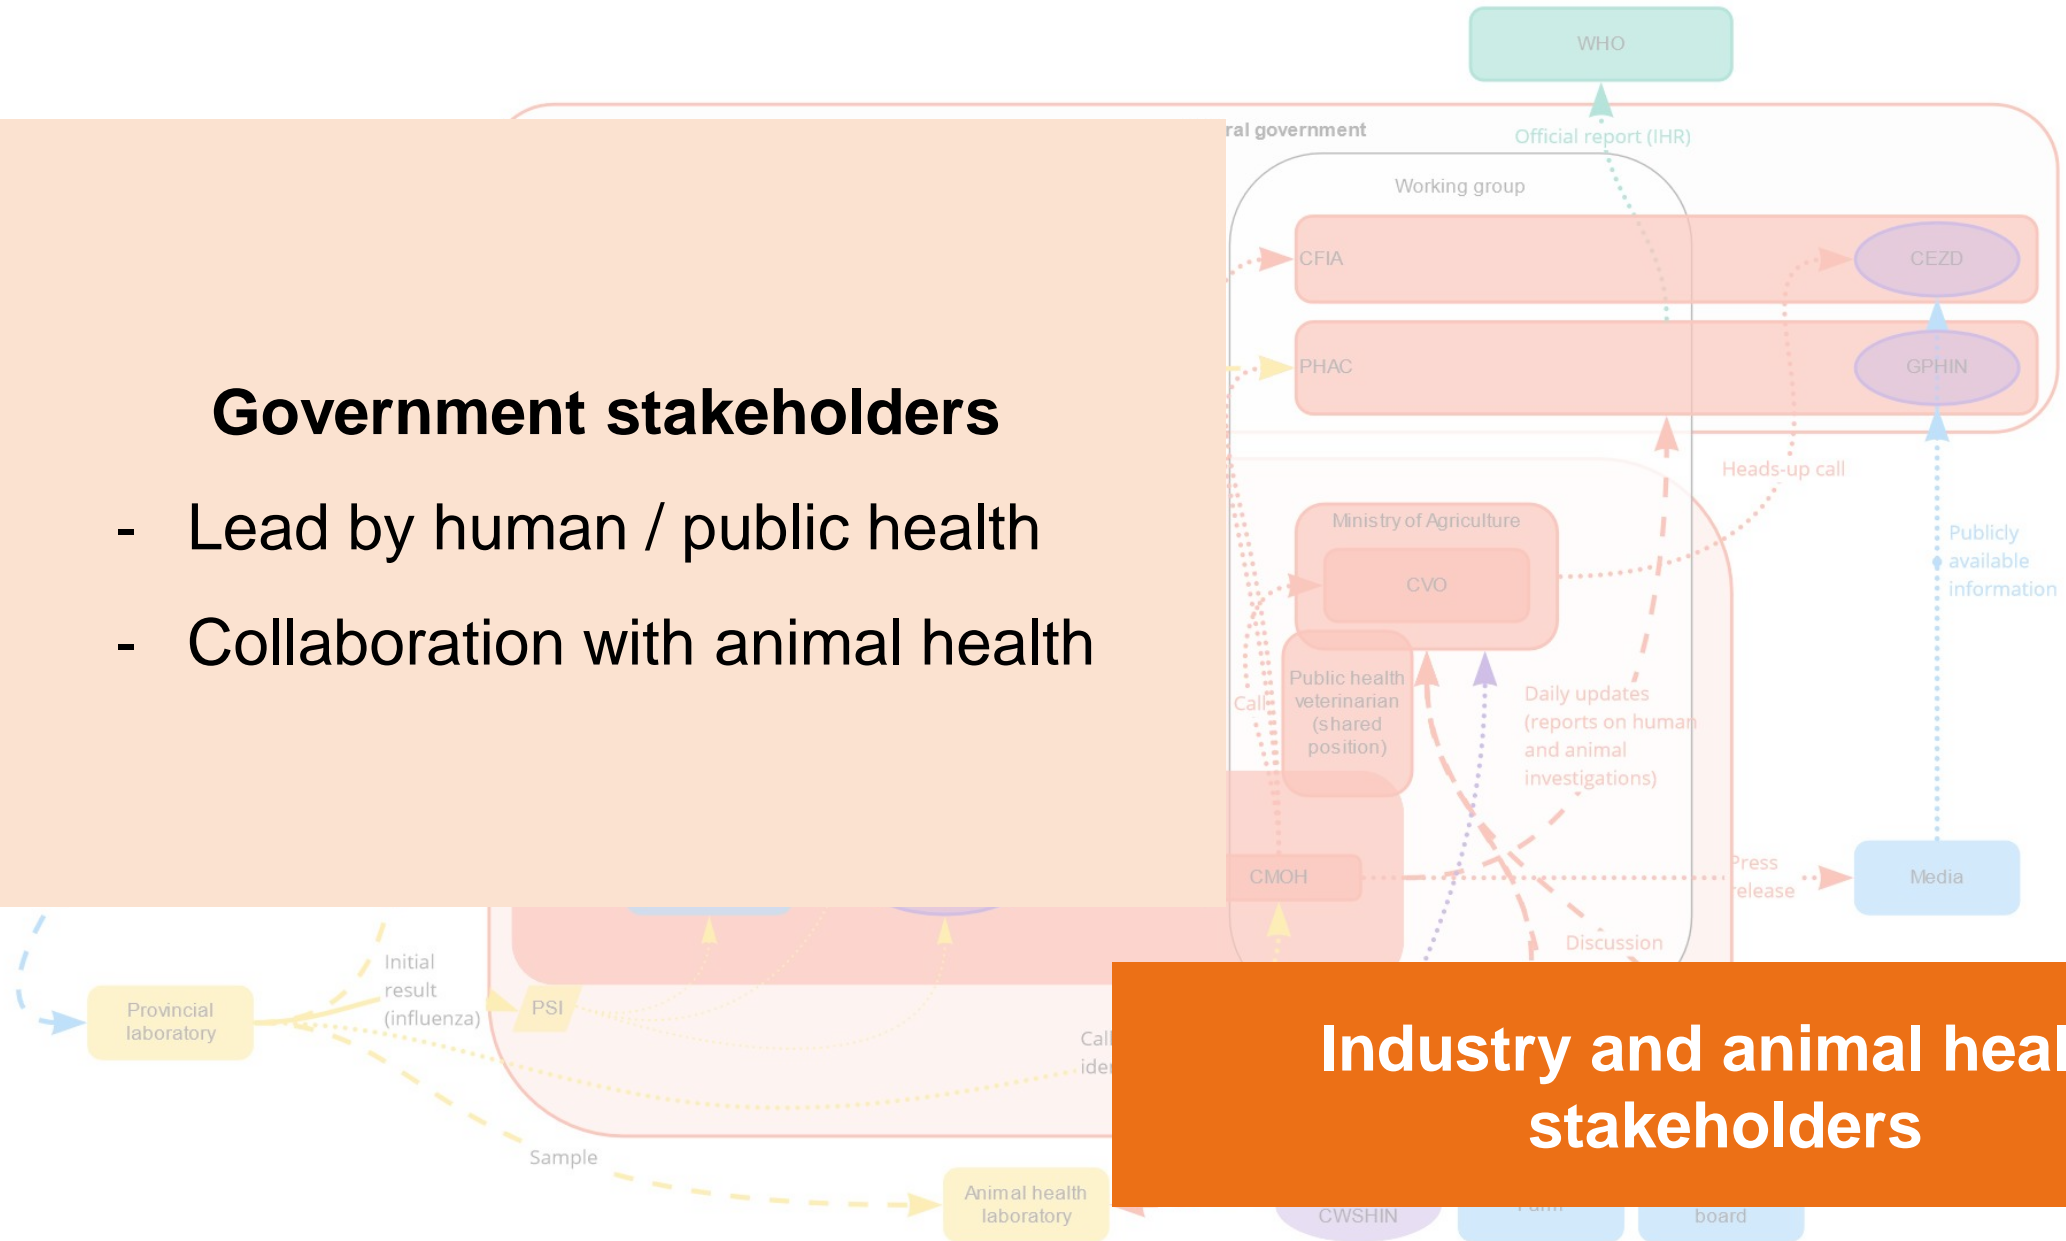 WHO
ral government
Official report (IHR)
Working group
CFIA
CEZD
PHAC
GPHIN
Government stakeholders
- Lead by human / public health
- Collaboration with animal health
Heads-up call
Ministry of Agriculture
CVO
Publicly
available
information
Public health
veterinarian
(shared
position)
Call
Daily updates
(reports on human
and animal
investigations)
CMOH
Press
release
Media
Discussion
Initial
result
(influenza)
Provincial
laboratory
PSI
Call
Industry and animal heal
stakeholders
Sample
Animal health
laboratory
CWSHIN
board